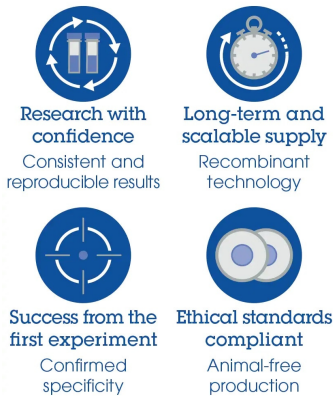 Research with
confidence
Consistent and
reproducible results
Long-term and
scalable supply
Recombinant
technology
Success from the
first experiment
Confirmed
specificity
Ethical standards
compliant
Animal-free
production